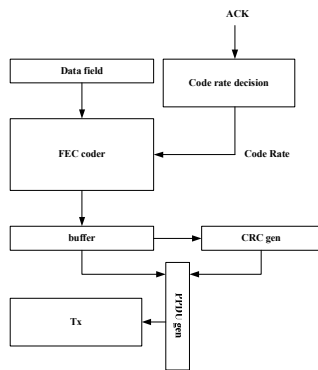 ACK
Data field
Code rate decision
FEC coder
Code Rate
buffer
CRC gen
PPDU gen
Tx